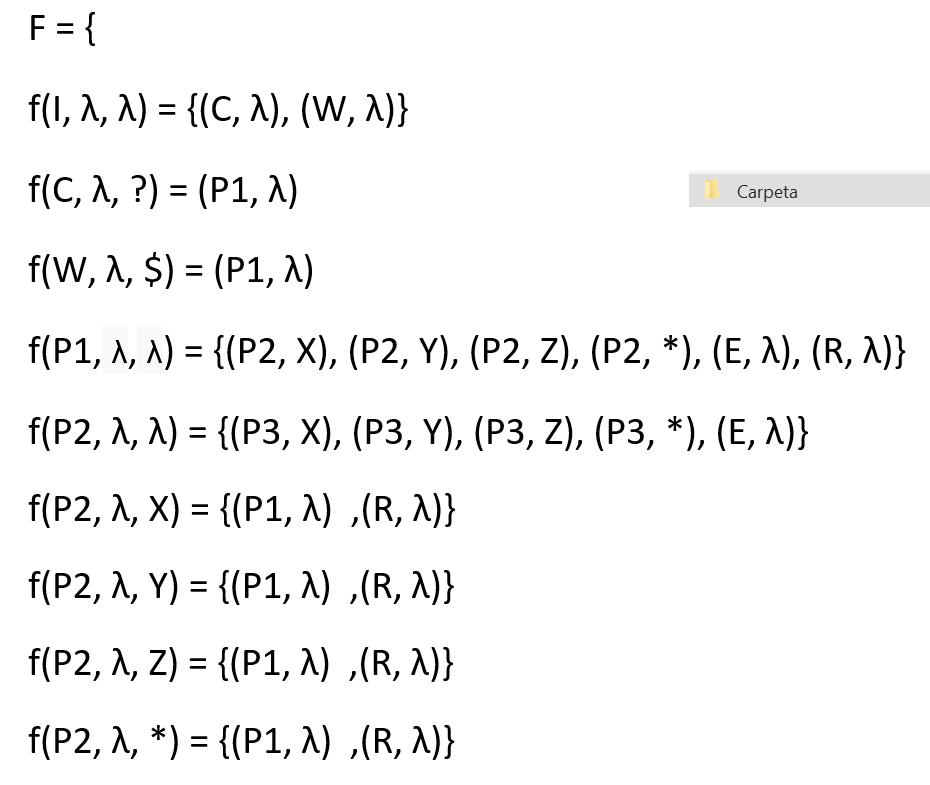 F = {
f(I, λ, λ) = {(C, λ), (W, λ)}
f(C, λ, ?) = (P1, λ)
Carpeta
f(W, λ, $) = (P1, λ)
f(P1, λ, λ) = {(P2, X), (P2, Y), (P2, Z), (P2, *), (E, λ), (R, λ)}
f(P2, λ, λ) = {(P3, X), (P3, Y), (P3, Z), (P3, *), (E, λ)}
f(P2, λ, X) = {(P1, λ) ,(R, λ)}
f(P2, λ, Y) = {(P1, λ) ,(R, λ)}
f(P2, λ, Z) = {(P1, λ) ,(R, λ)}
f(P2, λ, *) = {(P1, λ) ,(R, λ)}